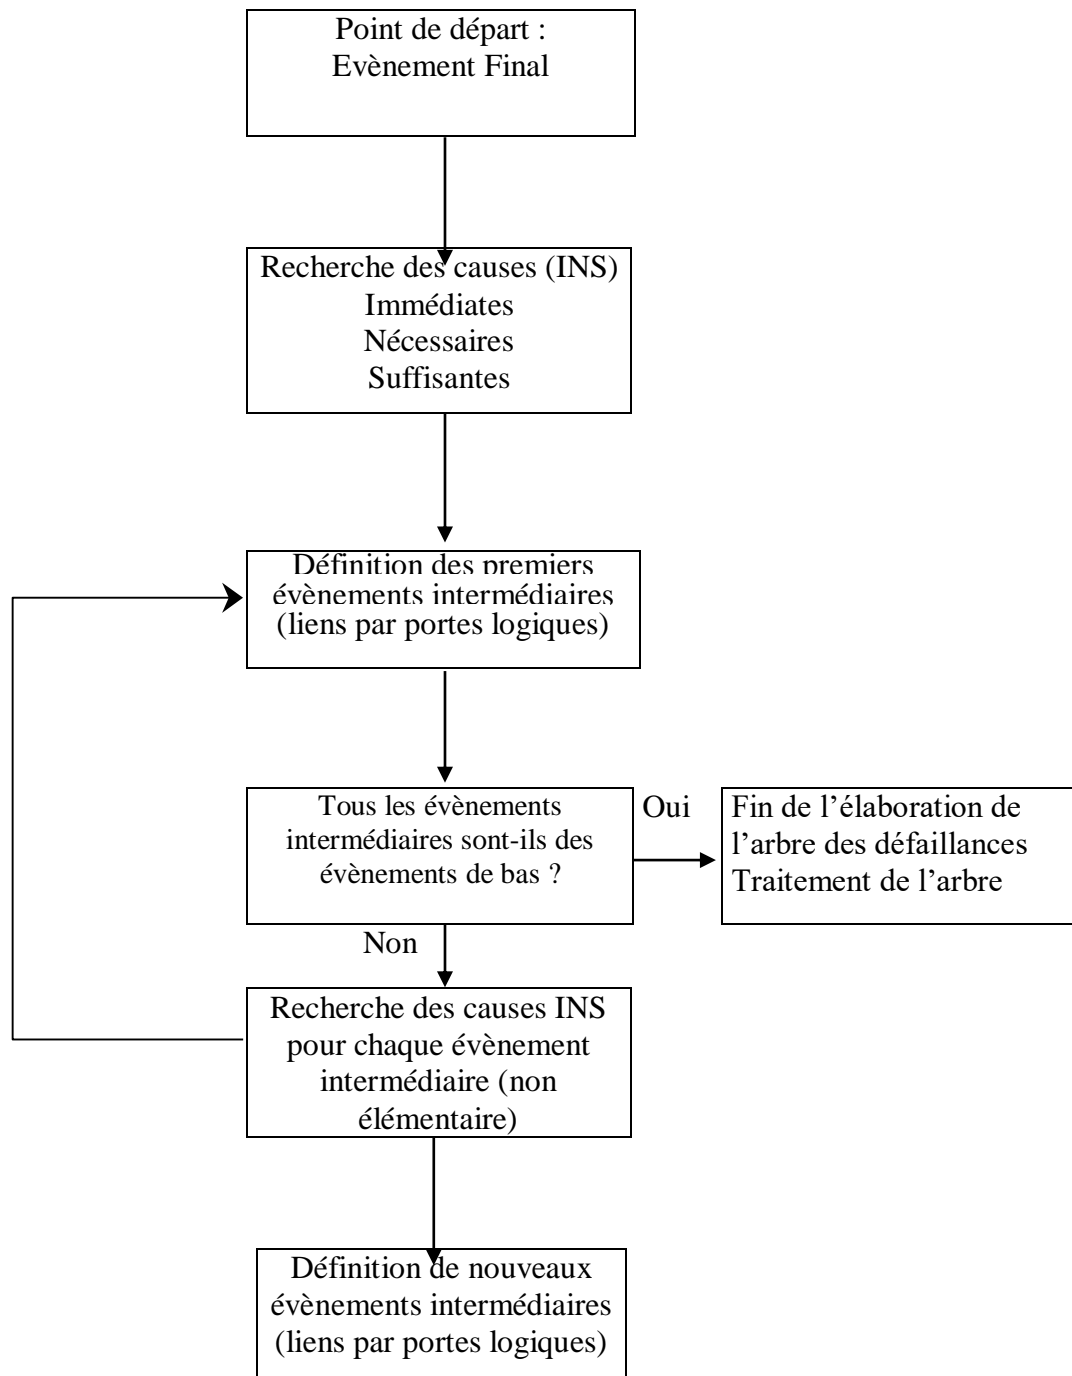 Point de départ :
Evènement Final
Recherche des causes (INS)
Immédiates
Nécessaires
Suffisantes
Définition des premiers
évènements intermédiaires
(liens par portes logiques)
Tous les évènements
intermédiaires sont-ils des
évènements de bas ?
Oui
Fin de l’élaboration de
l’arbre des défaillances
Traitement de l’arbre
Non
Recherche des causes INS
pour chaque évènement
intermédiaire (non
élémentaire)
Définition de nouveaux
évènements intermédiaires
(liens par portes logiques)